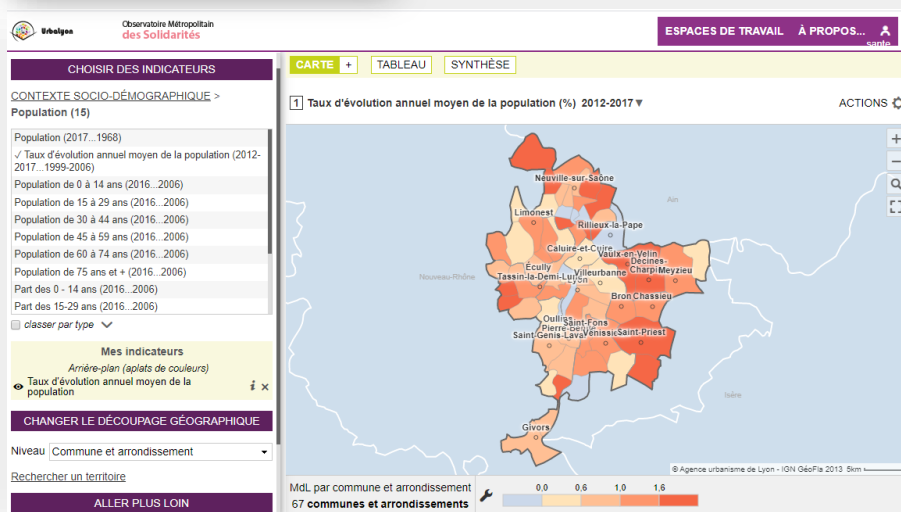 Urbalyon
Observatoire Métropolitain
des Solidarités
ESPACES DE TRAVAIL À PROPOS...
santé
CHOISIR DES INDICATEURS
CONTEXTE SOCIO-DÉMOGRAPHIQUE >
Population (15)
Population (2017...1968)
✓ Taux d'évolution annuel moyen de la population (2012-
2017...1999-2006)
Population de 0 à 14 ans (2016...2006)
Population de 15 à 29 ans (2016...2006)
Population de 30 à 44 ans (2016...2006)
Population de 45 à 59 ans (2016...2006)
Population de 60 à 74 ans (2016...2006)
Population de 75 ans et + (2016...2006)
Part des 0 - 14 ans (2016...2006)
Part des 15-29 ans (2016...2006)
classer par type
Mes indicateurs
Arrière-plan (aplats de couleurs)
Taux d'évolution annuel moyen de la
population
i ×
CHANGER LE DÉCOUPAGE GÉOGRAPHIQUE
Niveau Commune et arrondissement
Rechercher un territoire
ALLER PLUS LOIN
CARTE + TABLEAU SYNTHÈSE
1 Taux d'évolution annuel moyen de la population (%) 2012-2017 ▾
ACTIONS
Neuville-sur-Saône
Ain
Limonest
Rillieux-la-Pape
Caluire-et-Cuire
Vaulx-en-Velin
Décines-
Charpi
Meyzieu
Écully
Nouveau-Rhône
Tassin-la-Demi-Lu
Lyon
Villeurbanne
Bron
Chassieu
Oullins
Saint-Fons
Pierre-Bénite
Saint-Genis-Laval
Vénissie
Saint-Priest
Isère
Givors
© Agence urbanisme de Lyon - IGN GéoFla 2013 5km
MdL par commune et arrondissement
67 communes et arrondissements
0,0 0,6 1,0 1,6